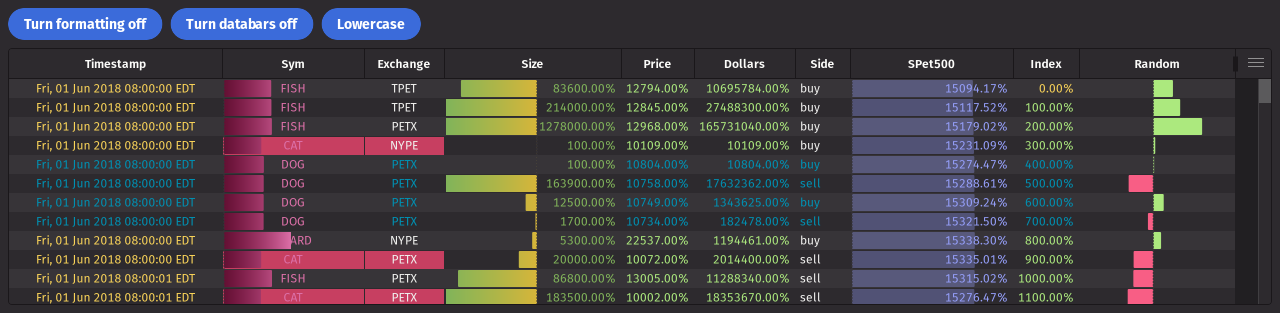 Turn formatting off Turn databars off Lowercase
Timestamp Sym Exchange Size Price Dollars Side SPet500 Index Random
Fri, 01 Jun 2018 08:00:00 EDT FISH TPET 83600.00% 12794.00% 10695784.00% buy 15094.17% 0.00%
Fri, 01 Jun 2018 08:00:00 EDT FISH TPET 214000.00% 12845.00% 27488300.00% buy 15117.52% 100.00%
Fri, 01 Jun 2018 08:00:00 EDT FISH PETX 1278000.00% 12968.00% 165731040.00% buy 15179.02% 200.00%
Fri, 01 Jun 2018 08:00:00 EDT CAT NYPE 100.00% 10109.00% 10109.00% buy 15231.09% 300.00%
Fri, 01 Jun 2018 08:00:00 EDT DOG PETX 100.00% 10804.00% 10804.00% buy 15274.47% 400.00%
Fri, 01 Jun 2018 08:00:00 EDT DOG PETX 163900.00% 10758.00% 17632362.00% sell 15288.61% 500.00%
Fri, 01 Jun 2018 08:00:00 EDT DOG PETX 12500.00% 10749.00% 1343625.00% buy 15309.24% 600.00%
Fri, 01 Jun 2018 08:00:00 EDT DOG PETX 1700.00% 10734.00% 182478.00% sell 15321.50% 700.00%
Fri, 01 Jun 2018 08:00:00 EDT NYPE 5300.00% 22537.00% 1194461.00% buy 15338.30% 800.00%
Fri, 01 Jun 2018 08:00:00 EDT CAT PETX 20000.00% 10072.00% 2014400.00% sell 15335.01% 900.00%
Fri, 01 Jun 2018 08:00:01 EDT FISH PETX 86800.00% 13005.00% 11288340.00% sell 15315.02% 1000.00%
Fri, 01 Jun 2018 08:00:01 EDT CAT PETX 183500.00% 10002.00% 18353670.00% sell 15276.47% 1100.00%